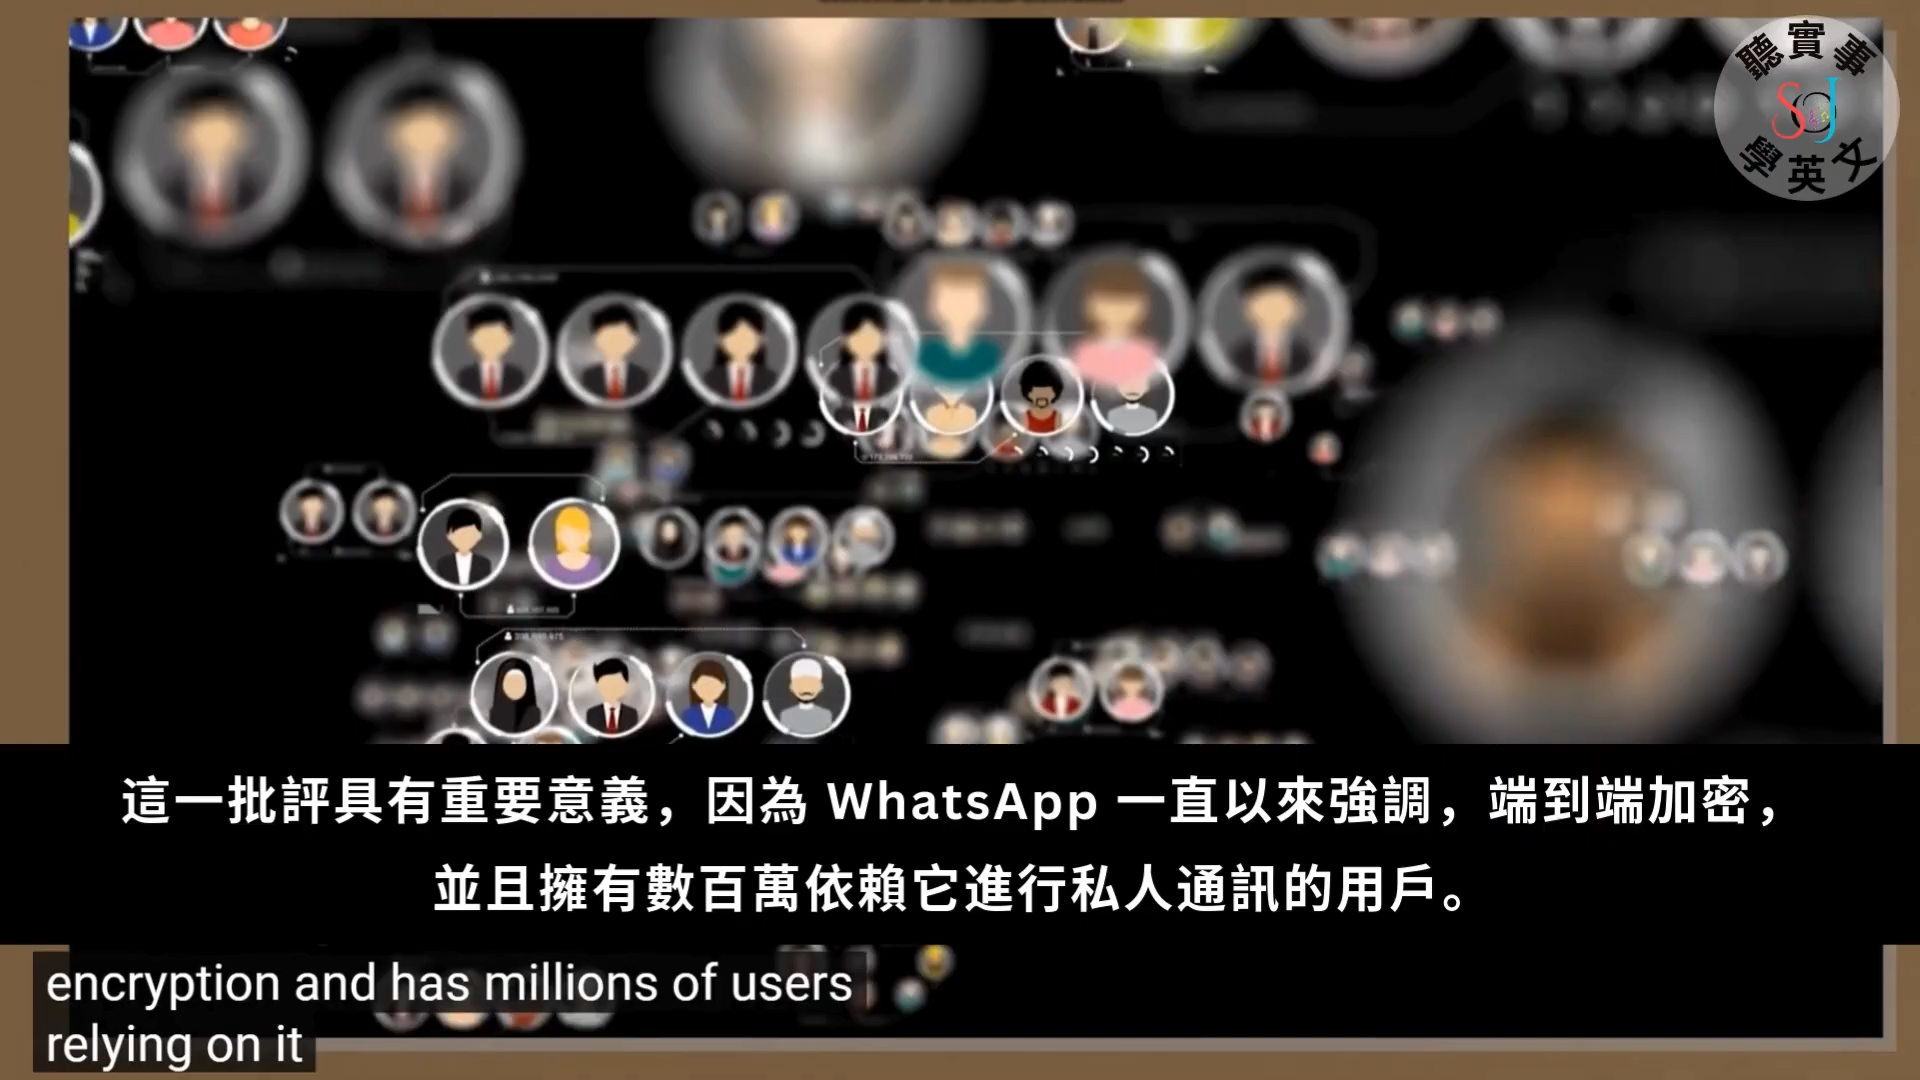 聽實事
SJ
學英文
這一批評具有重要意義，因為 WhatsApp 一直以來強調，端到端加密，
並且擁有數百萬依賴它進行私人通訊的用戶。
encryption and has millions of users
relying on it